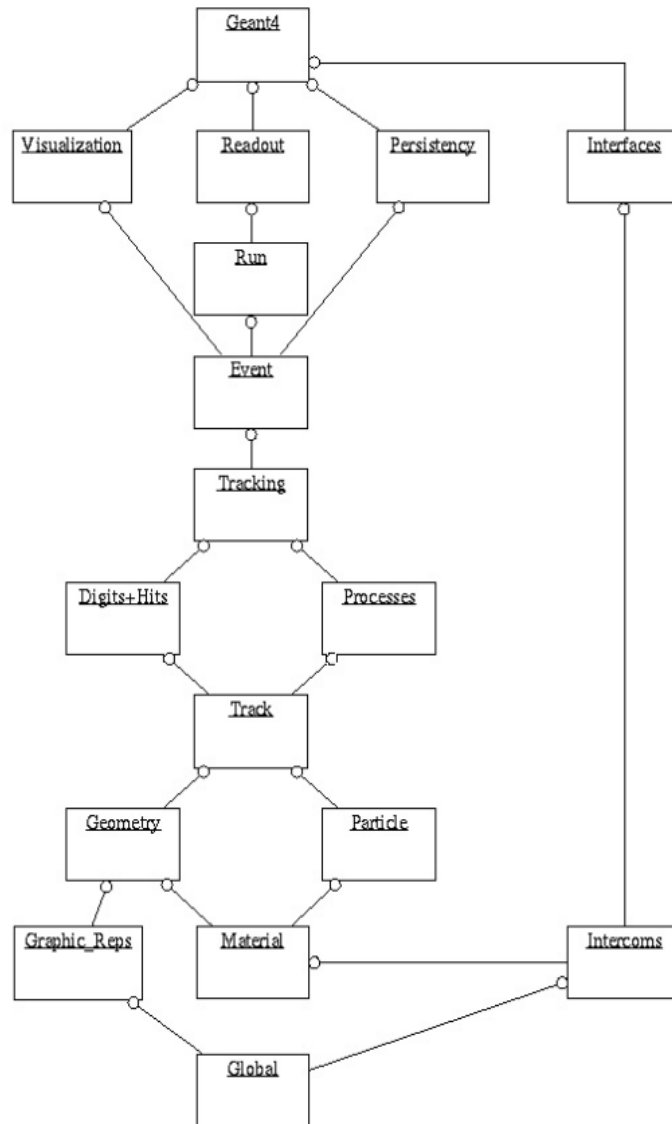 Geant4
Visualization
Readout
Persistency
Interfaces
Run
Event
Tracking
Digits+Hits
Processes
Track
Geometry
Particle
Graphic_Reps
Material
Intercoms
Global